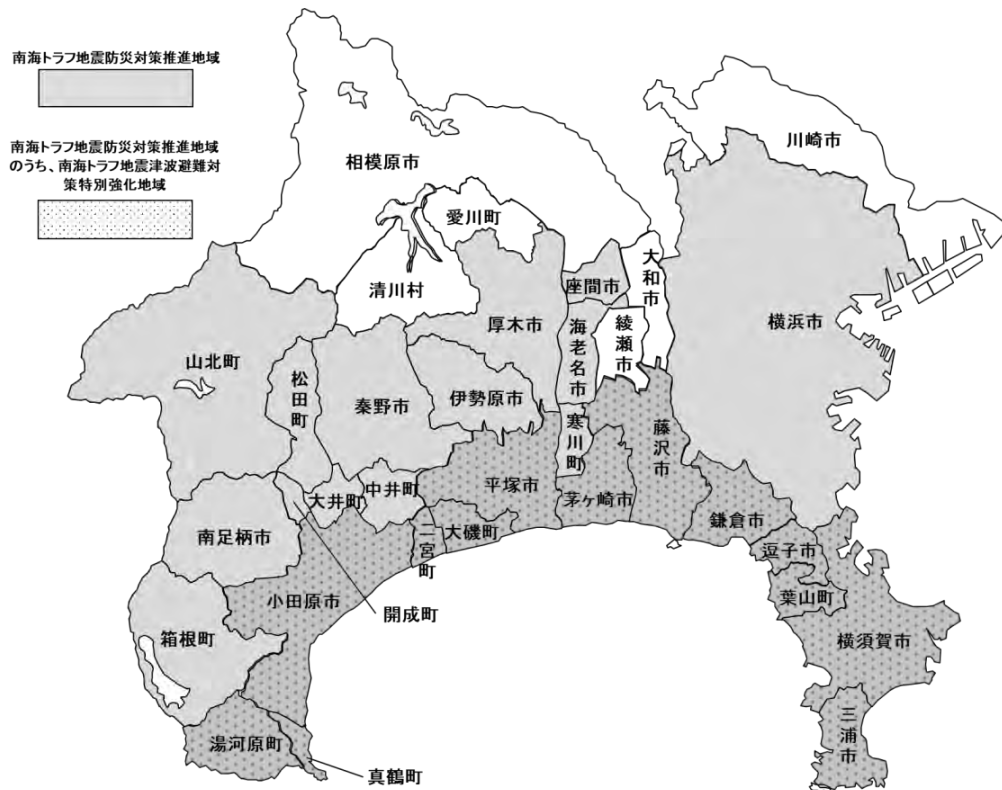 南海トラフ地震防災対策推進地域
南海トラフ地震防災対策推進地域
のうち、南海トラフ地震津波避難対
策特別強化地域
川崎市
相模原市
愛川町
大和市
座間市
清川村
横浜市
厚木市
海老名市
綾瀬市
山北町
松田町
秦野市
伊勢原市
寒川町
藤沢市
平塚市
茅ヶ崎市
大井町
中井町
鎌倉市
南足柄市
二宮町
大磯町
逗子市
葉山町
小田原市
開成町
箱根町
横須賀市
三浦市
湯河原町
真鶴町